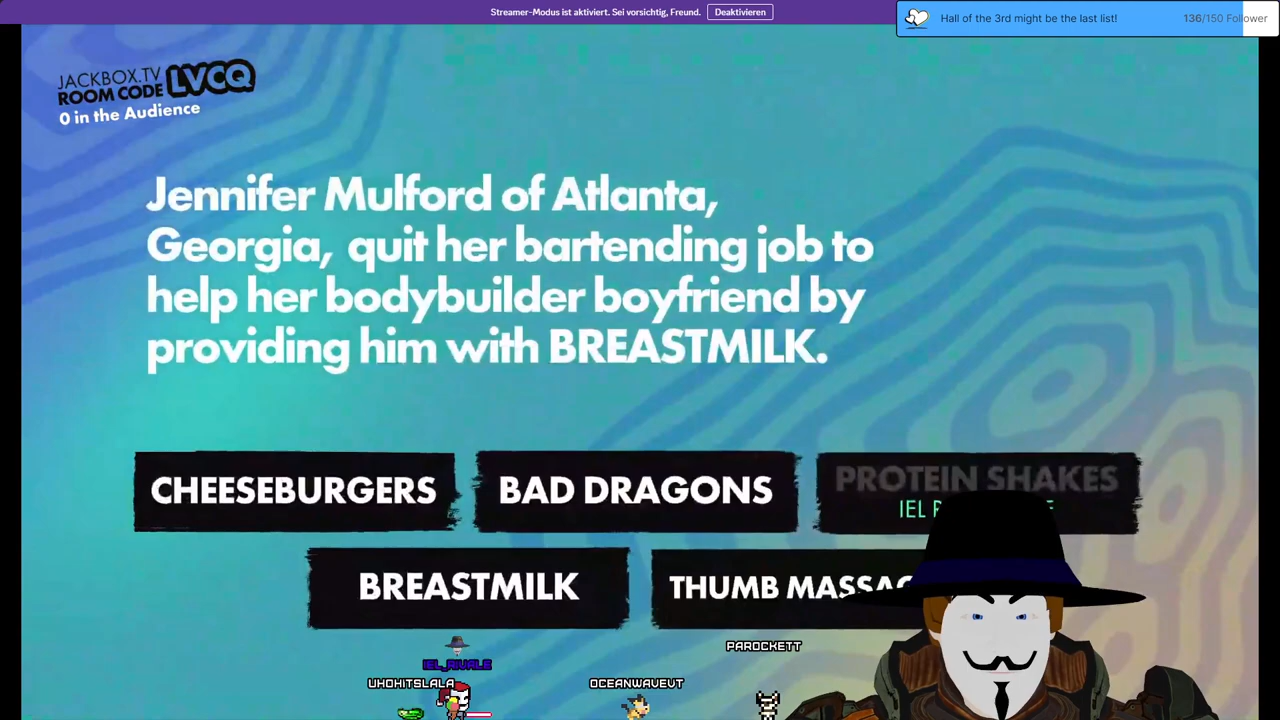 Streamer-Modus ist aktiviert. Sei vorsichtig, Freund. Deaktivieren
Hall of the 3rd might be the last list! 136/150 Follower
JACKBOX.TV
ROOM CODE LVCQ
0 in the Audience
Jennifer Mulford of Atlanta,
Georgia, quit her bartending job to
help her bodybuilder boyfriend by
providing him with BREASTMILK.
CHEESEBURGERS BAD DRAGONS PROTEIN SHAKES
IEL
BREASTMILK THUMB
PAROCKETT
IEL_RIVALE
UHOHITSLALA OCEANWAVEVT